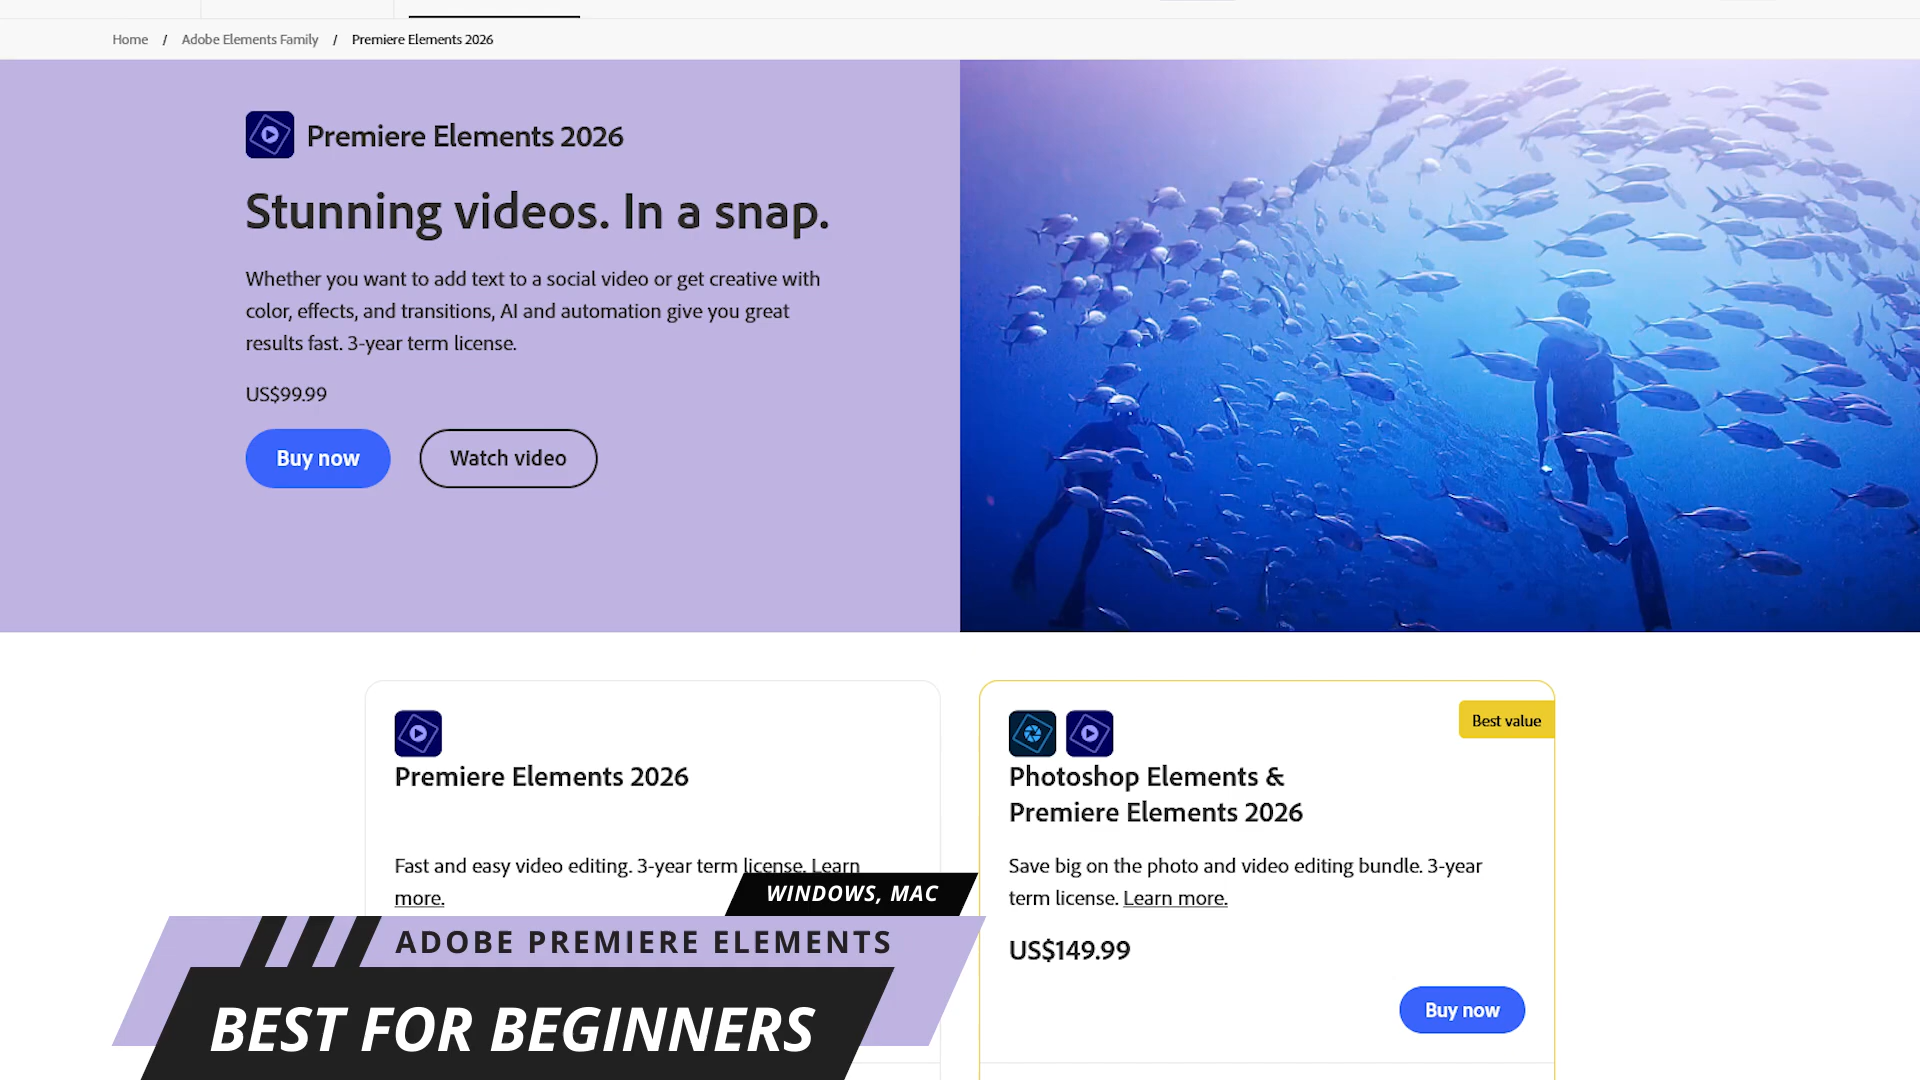 Home / Adobe Elements Family / Premiere Elements 2026
Premiere Elements 2026
Stunning videos. In a snap.
Whether you want to add text to a social video or get creative with
color, effects, and transitions, AI and automation give you great
results fast. 3-year term license.
US$99.99
Buy now
Watch video
Premiere Elements 2026
Fast and easy video editing. 3-year term license. Learn
more.
Best value
Photoshop Elements &
Premiere Elements 2026
Save big on the photo and video editing bundle. 3-year
term license. Learn more.
US$149.99
Buy now
WINDOWS, MAC
ADOBE PREMIERE ELEMENTS
BEST FOR BEGINNERS